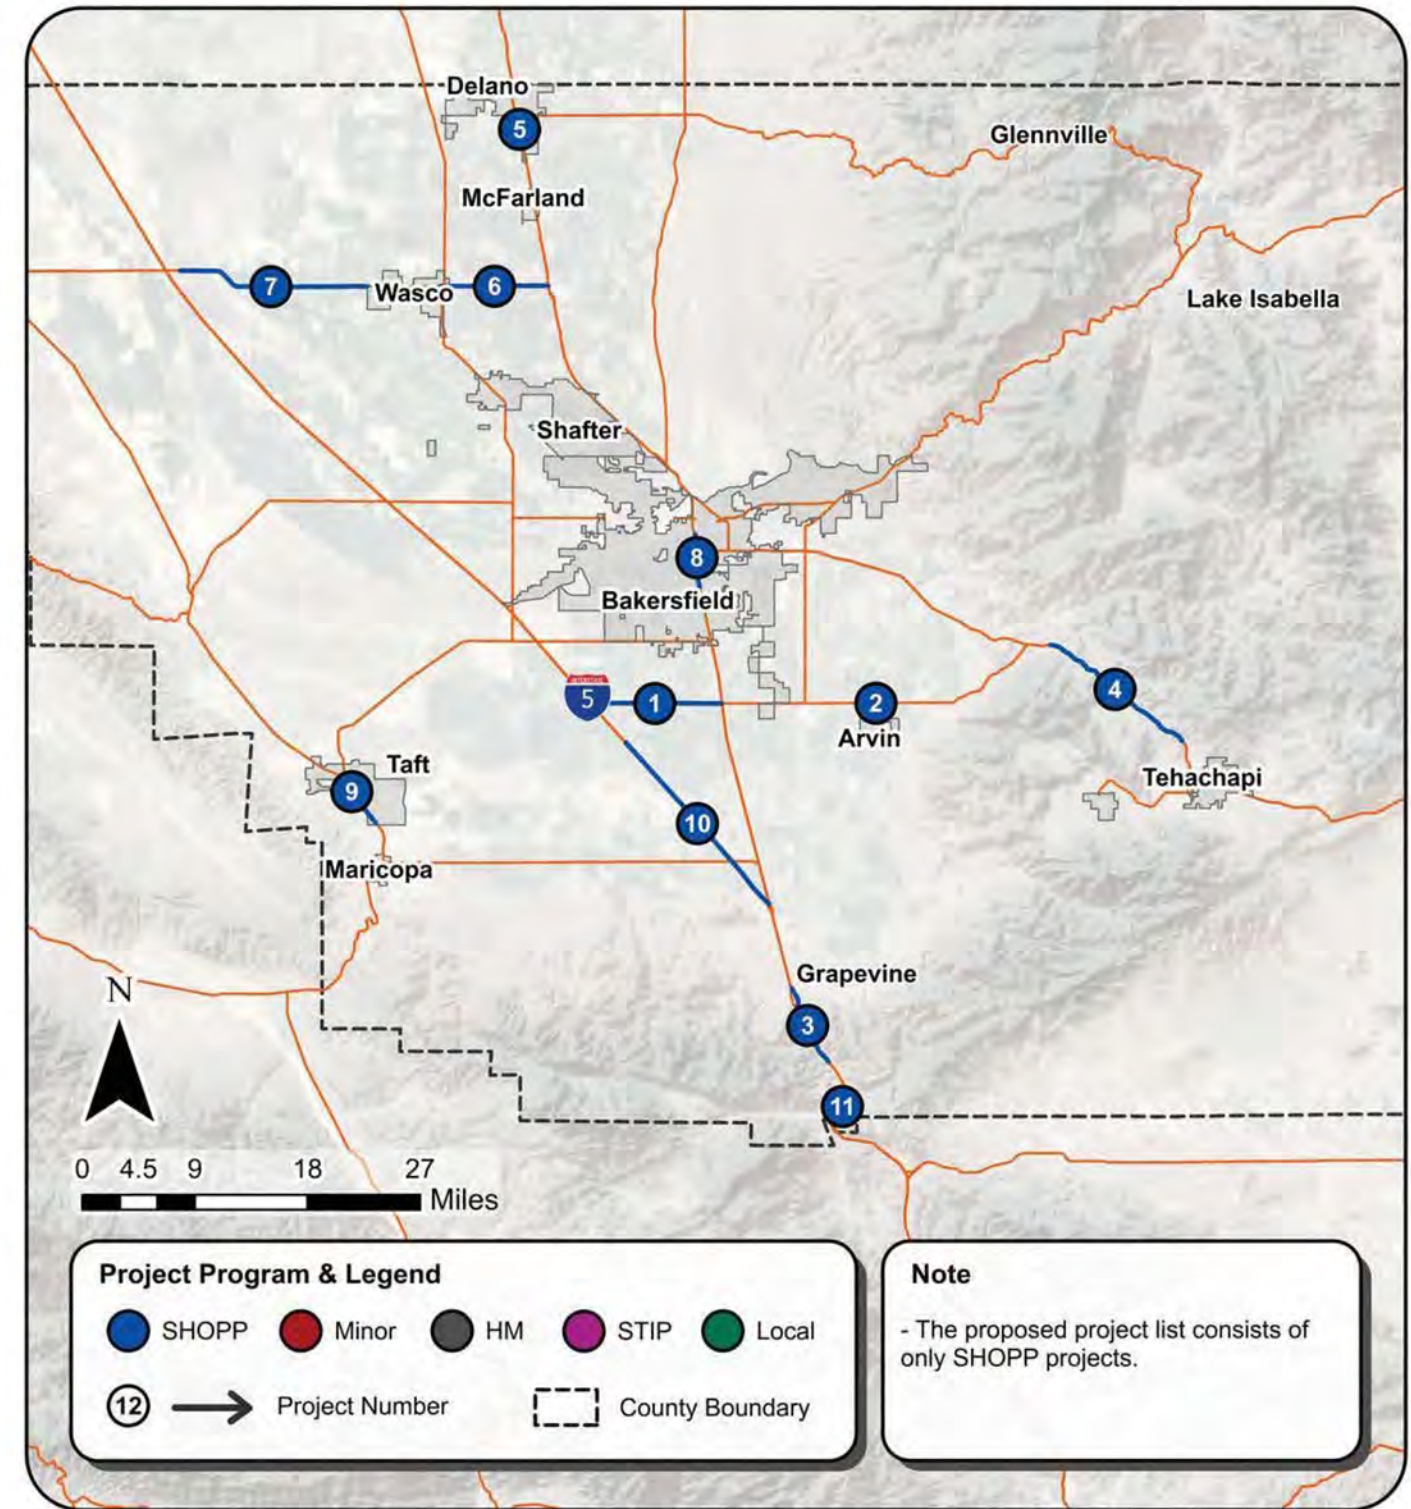 Delano
5
Glennville
McFarland
7
Wasco
6
Lake Isabella
Shafter
8
Bakersfield
INTERSTATE
5
1
2
4
Arvin
Taft
Tehachapi
9
10
Maricopa
Grapevine
N
3
11
0 4.5 9 18 27
Miles
Project Program & Legend
SHOPP Minor HM STIP Local
12 Project Number County Boundary
Note
- The proposed project list consists of
only SHOPP projects.